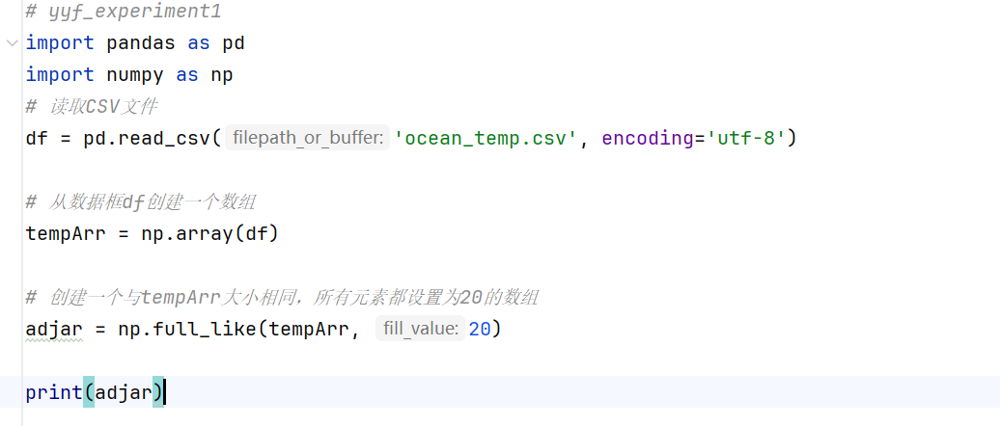 # yyf_experiment1
import pandas as pd
import numpy as np
# 读取CSV文件
df = pd.read_csv( filepath_or_buffer: 'ocean_temp.csv', encoding='utf-8')
# 从数据框df创建一个数组
tempArr = np.array(df)
# 创建一个与tempArr大小相同，所有元素都设置为20的数组
adjar = np.full_like(tempArr, fill_value: 20)
print(adjar)